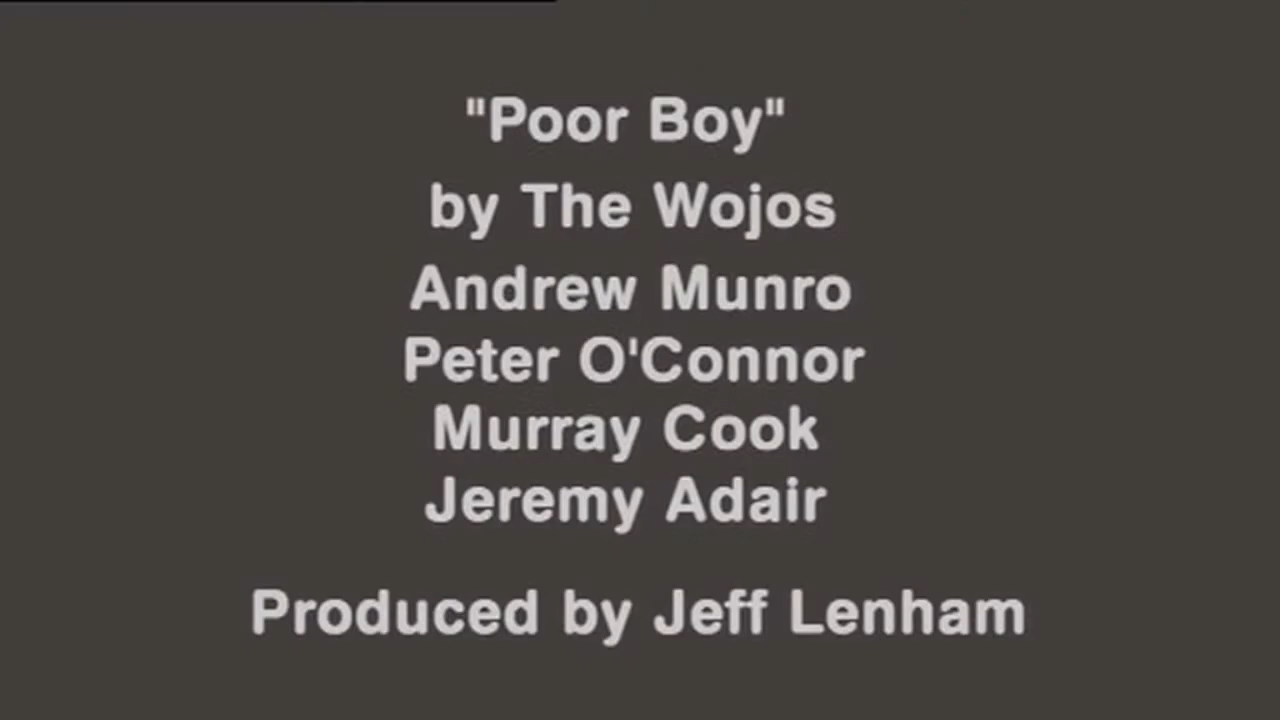 "Poor Boy"
by The Wojos
Andrew Munro
Peter O'Connor
Murray Cook
Jeremy Adair
Produced by Jeff Lenham